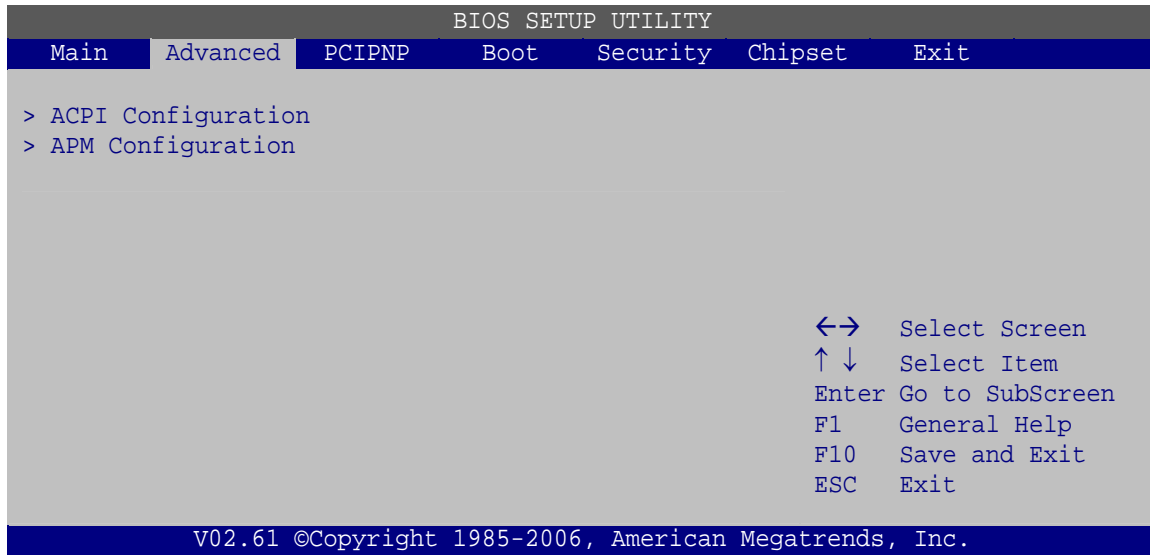 BIOS SETUP UTILITY
Main Advanced PCIPNP Boot Security Chipset Exit
> ACPI Configuration
> APM Configuration
←→ Select Screen
↑ ↓ Select Item
Enter Go to SubScreen
F1 General Help
F10 Save and Exit
ESC Exit
V02.61 ©Copyright 1985-2006, American Megatrends, Inc.